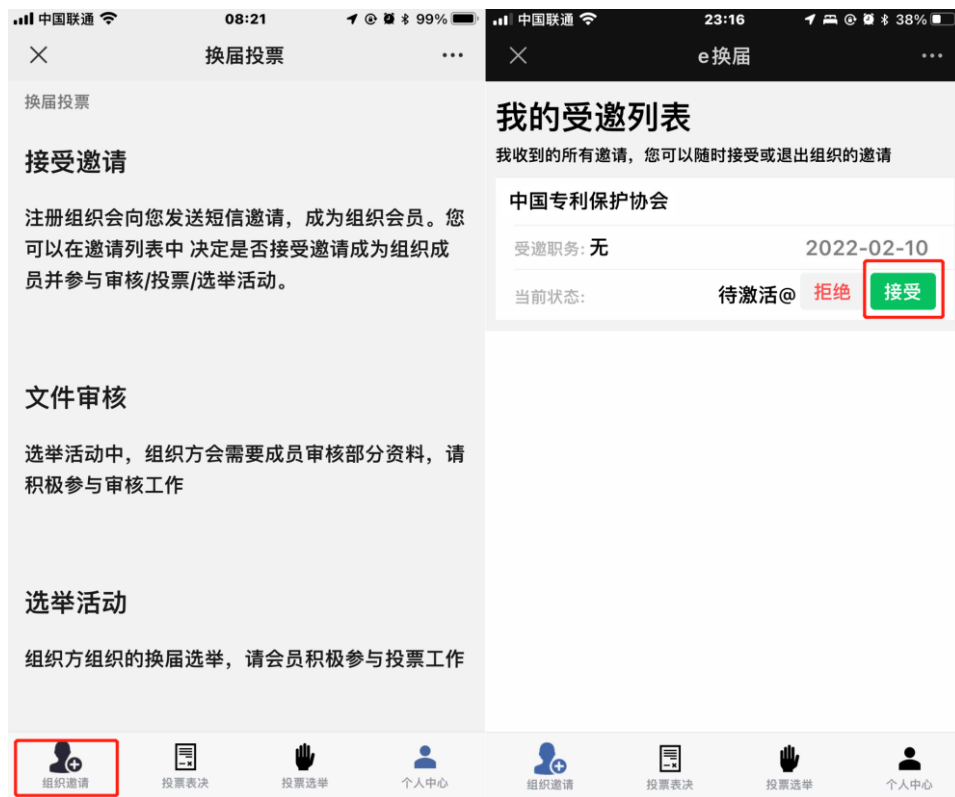 中国联通 08:21 99%
换届投票
换届投票
接受邀请
注册组织会向您发送短信邀请，成为组织会员。您
可以在邀请列表中 决定是否接受邀请成为组织成
员并参与审核/投票/选举活动。
文件审核
选举活动中，组织方会需要成员审核部分资料，请
积极参与审核工作
选举活动
组织方组织的换届选举，请会员积极参与投票工作
组织邀请 投票表决 投票选举 个人中心
中国联通 23:16 38%
e换届
我的受邀列表
我收到的所有邀请，您可以随时接受或退出组织的邀请
中国专利保护协会
受邀职务: 无 2022-02-10
当前状态: 待激活@ 拒绝 接受
组织邀请 投票表决 投票选举 个人中心